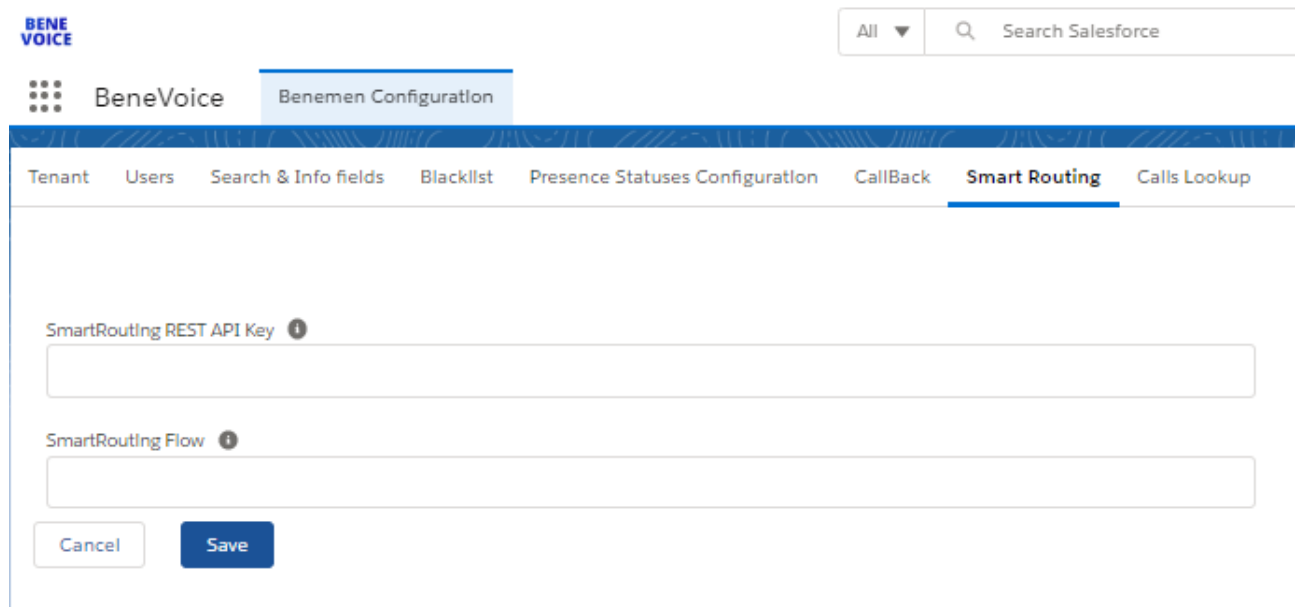 BENE
VOICE
All
Search Salesforce
BeneVoice
Benemen Configuration
Tenant Users Search & Info fields Blacklist Presence Statuses Configuration CallBack Smart Routing Calls Lookup
SmartRouting REST API Key
SmartRouting Flow
Cancel Save